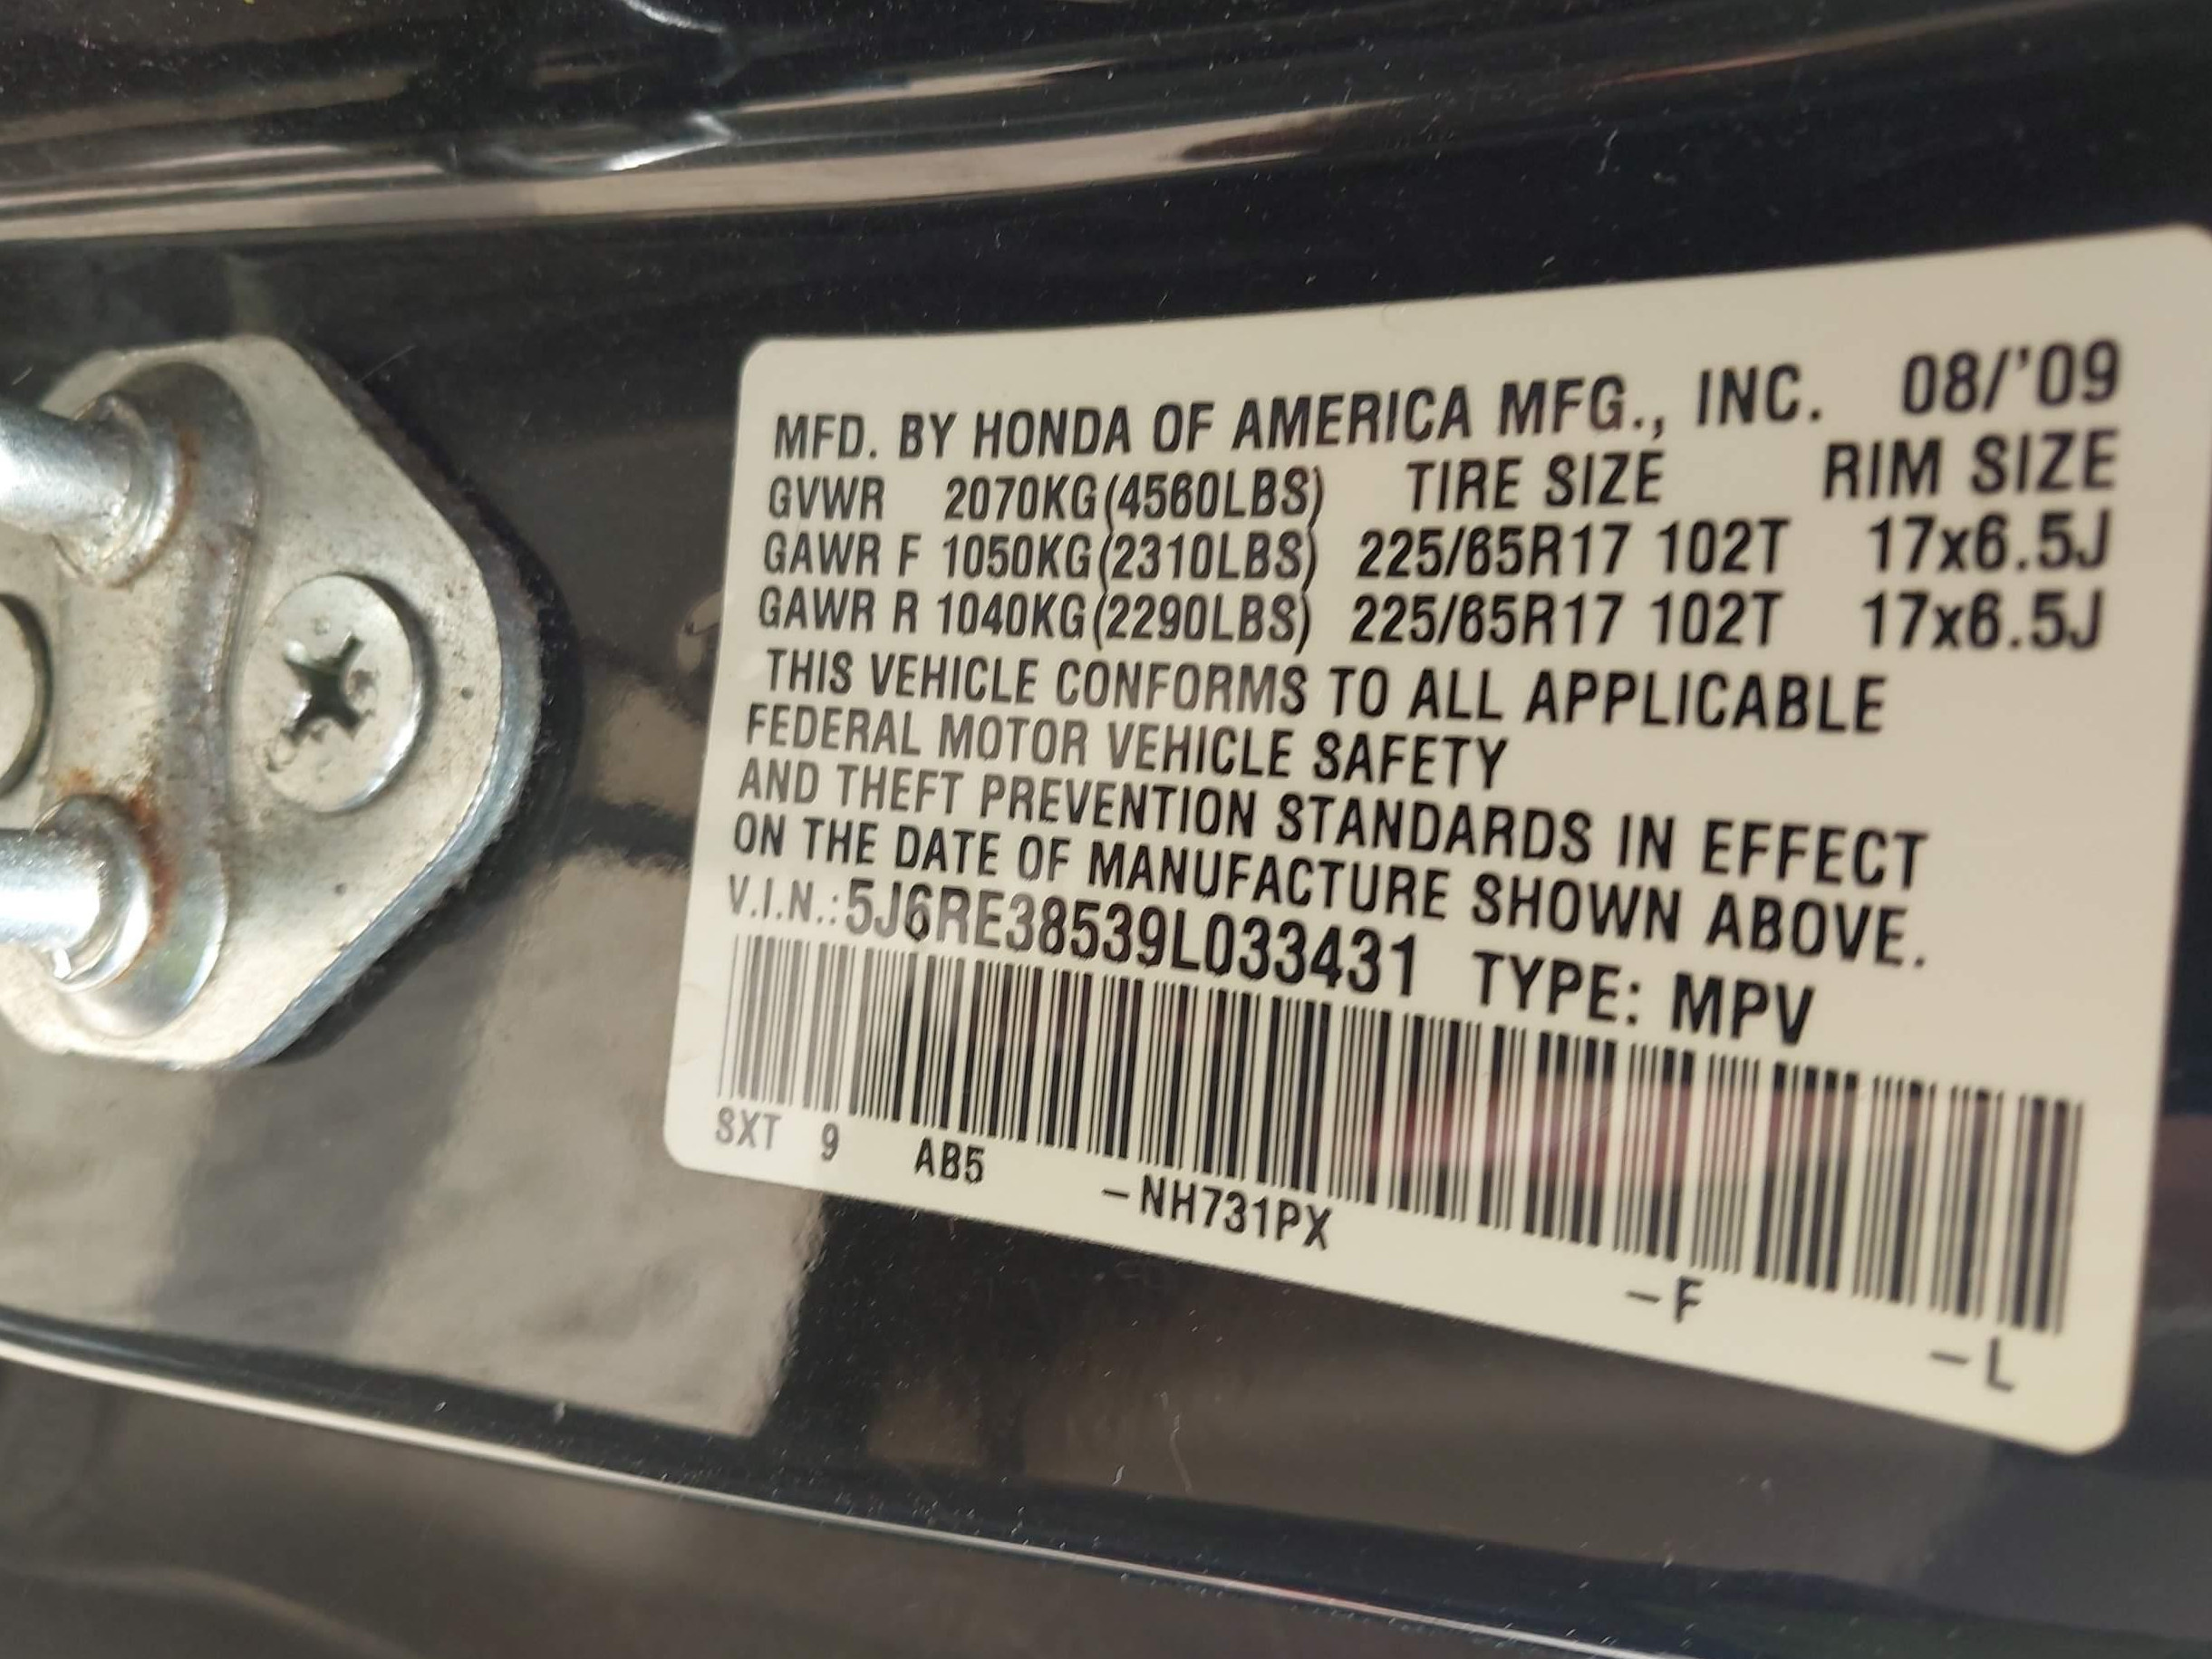 MFD. BY HONDA OF AMERICA MFG., INC. 08/'09
GVWR 2070KG(4560LBS) TIRE SIZE RIM SIZE
GAWR F 1050KG(2310LBS) 225/65R17 102T 17x6.5J
GAWR R 1040KG(2290LBS) 225/65R17 102T 17x6.5J
THIS VEHICLE CONFORMS TO ALL APPLICABLE
FEDERAL MOTOR VEHICLE SAFETY
AND THEFT PREVENTION STANDARDS IN EFFECT
ON THE DATE OF MANUFACTURE SHOWN ABOVE.
V.I.N.: 5J6RE38539L033431 TYPE: MPV
SXT 9 AB5 –NH731PX –F –L